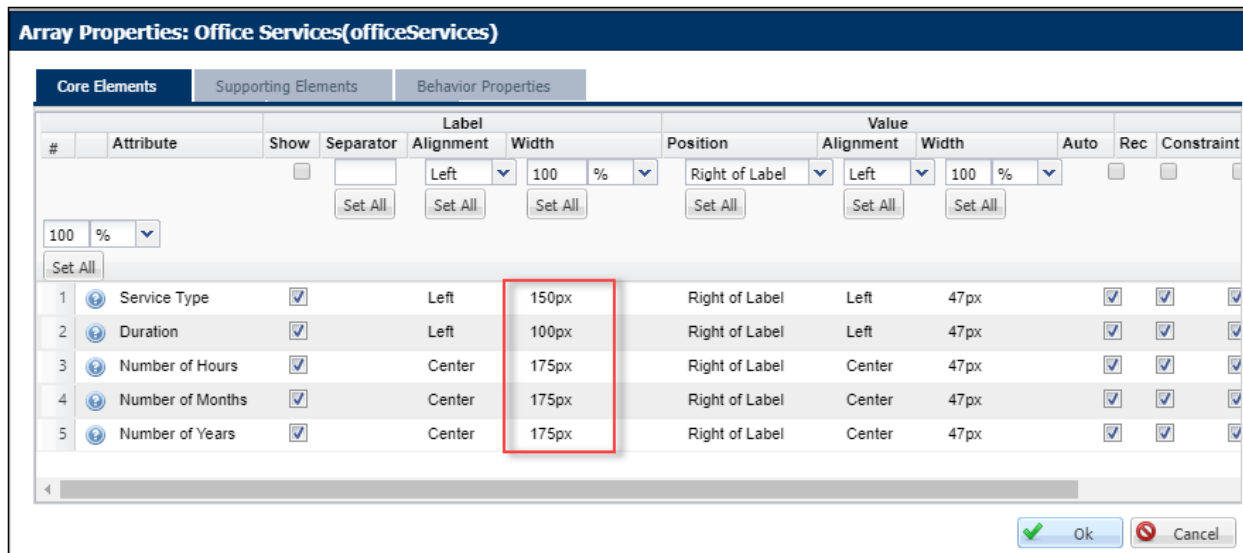 Array Properties: Office Services(officeServices)
Core Elements Supporting Elements Behavior Properties
Label Value
# Attribute Show Separator Alignment Width Position Alignment Width Auto Rec Constraint
Left 100 % Right of Label Left 100 %
Set All Set All Set All Set All Set All Set All
100 %
Set All
1 Service Type Left 150px Right of Label Left 47px
2 Duration Left 100px Right of Label Left 47px
3 Number of Hours Center 175px Right of Label Center 47px
4 Number of Months Center 175px Right of Label Center 47px
5 Number of Years Center 175px Right of Label Center 47px
Ok Cancel